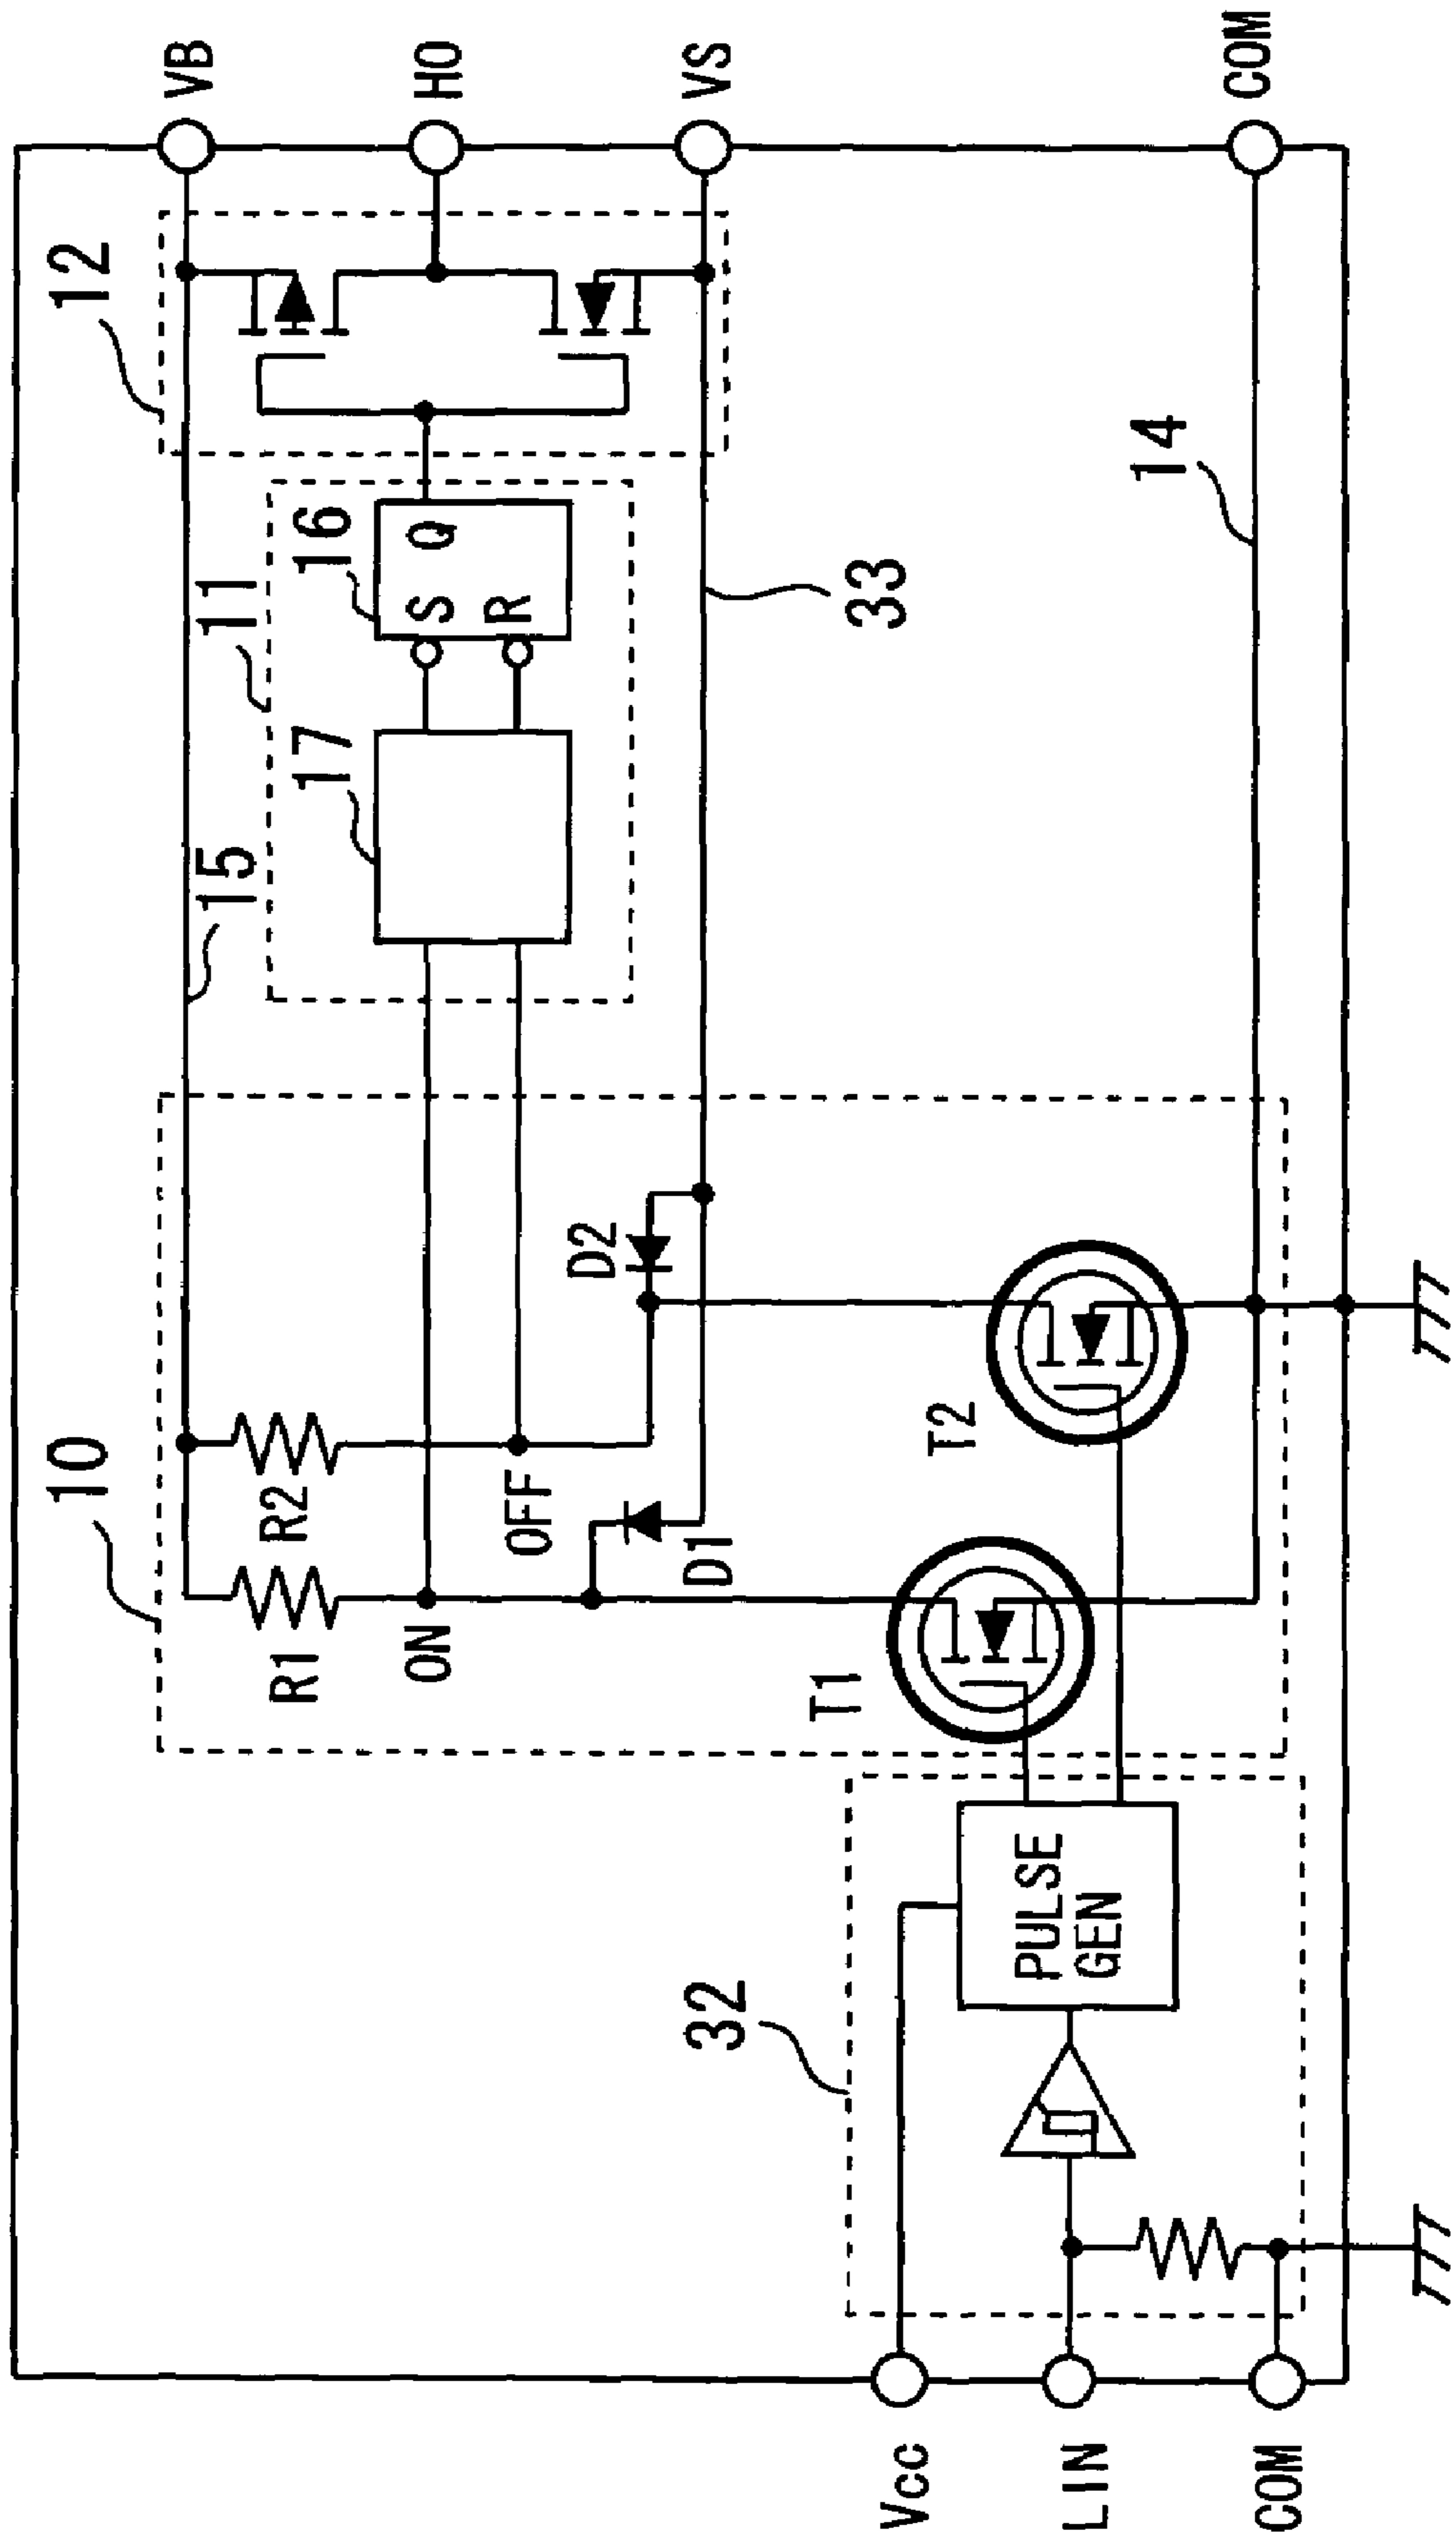 10
15
11
12
VB
R1
R2
17
16
ON
OFF
S
Q
R
HO
D2
D1
VS
33
32
T1
T2
Vcc
PULSE
GEN
14
LIN
COM
COM